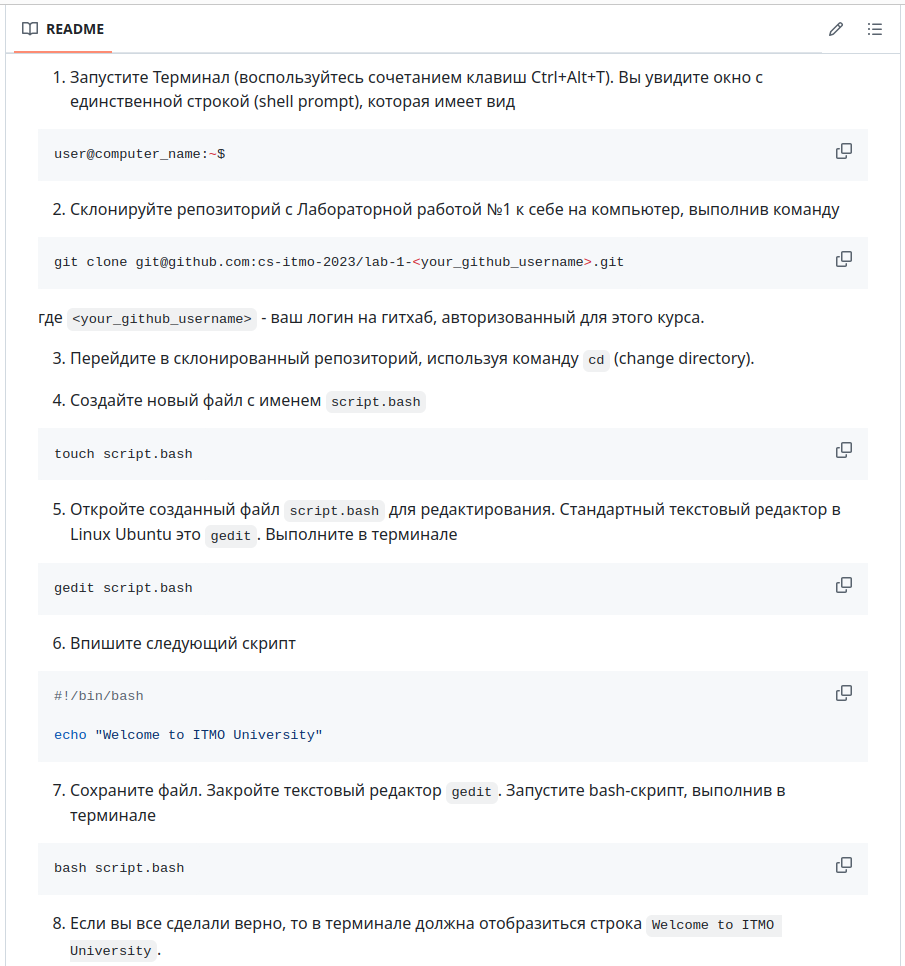 README
1. Запустите Терминал (воспользуйтесь сочетанием клавиш Ctrl+Alt+T). Вы увидите окно с
единственной строкой (shell prompt), которая имеет вид
user@computer_name:~$
2. Склонируйте репозиторий с Лабораторной работой №1 к себе на компьютер, выполнив команду
git clone git@github.com:cs-itmo-2023/lab-1-<your_github_username>.git
где <your_github_username> - ваш логин на гитхаб, авторизованный для этого курса.
3. Перейдите в склонированный репозиторий, используя команду cd (change directory).
4. Создайте новый файл с именем script.bash
touch script.bash
5. Откройте созданный файл script.bash для редактирования. Стандартный текстовый редактор в
Linux Ubuntu это gedit. Выполните в терминале
gedit script.bash
6. Впишите следующий скрипт
#!/bin/bash
echo "Welcome to ITMO University"
7. Сохраните файл. Закройте текстовый редактор gedit. Запустите bash-скрипт, выполнив в
терминале
bash script.bash
8. Если вы все сделали верно, то в терминале должна отобразиться строка Welcome to ITMO
University.